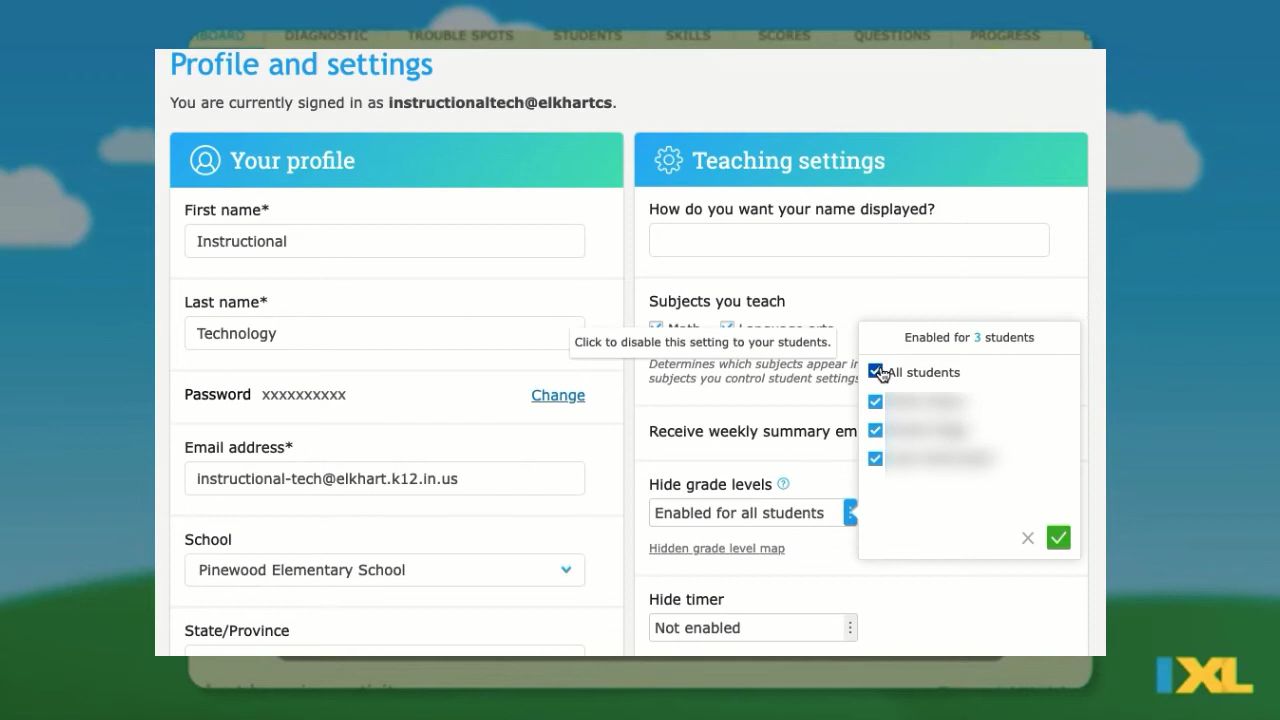 DIAGNOSTIC TROUBLE SPOTS STUDENTS SKILLS SCORES QUESTIONS PROGRESS
Profile and settings
You are currently signed in as instructionaltech@elkhartcs.
Your profile
First name*
Instructional
Last name*
Technology
Password xxxxxxxxxx Change
Email address*
instructional-tech@elkhart.k12.in.us
School
Pinewood Elementary School
State/Province
Teaching settings
How do you want your name displayed?
Subjects you teach
Math Language arts
Click to disable this setting to your students.
Determines which subjects appear in
subjects you control student settings
Receive weekly summary em
Hide grade levels ?
Enabled for all students
Hidden grade level map
Hide timer
Not enabled
Enabled for 3 students
All students
IXL